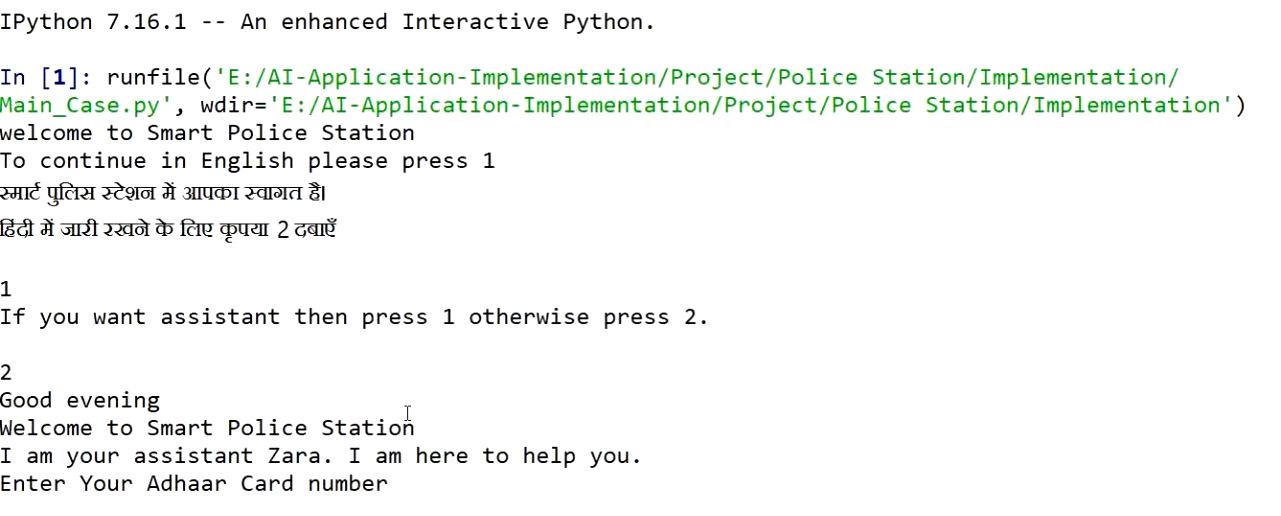 IPython 7.16.1 -- An enhanced Interactive Python.
In [1]: runfile('E:/AI-Application-Implementation/Project/Police Station/Implementation/
Main_Case.py', wdir='E:/AI-Application-Implementation/Project/Police Station/Implementation')
welcome to Smart Police Station
To continue in English please press 1
स्मार्ट पुलिस स्टेशन में आपका स्वागत है।
हिंदी में जारी रखने के लिए कृपया 2 दबाएँ
1
If you want assistant then press 1 otherwise press 2.
2
Good evening
Welcome to Smart Police Station
I am your assistant Zara. I am here to help you.
Enter Your Adhaar Card number